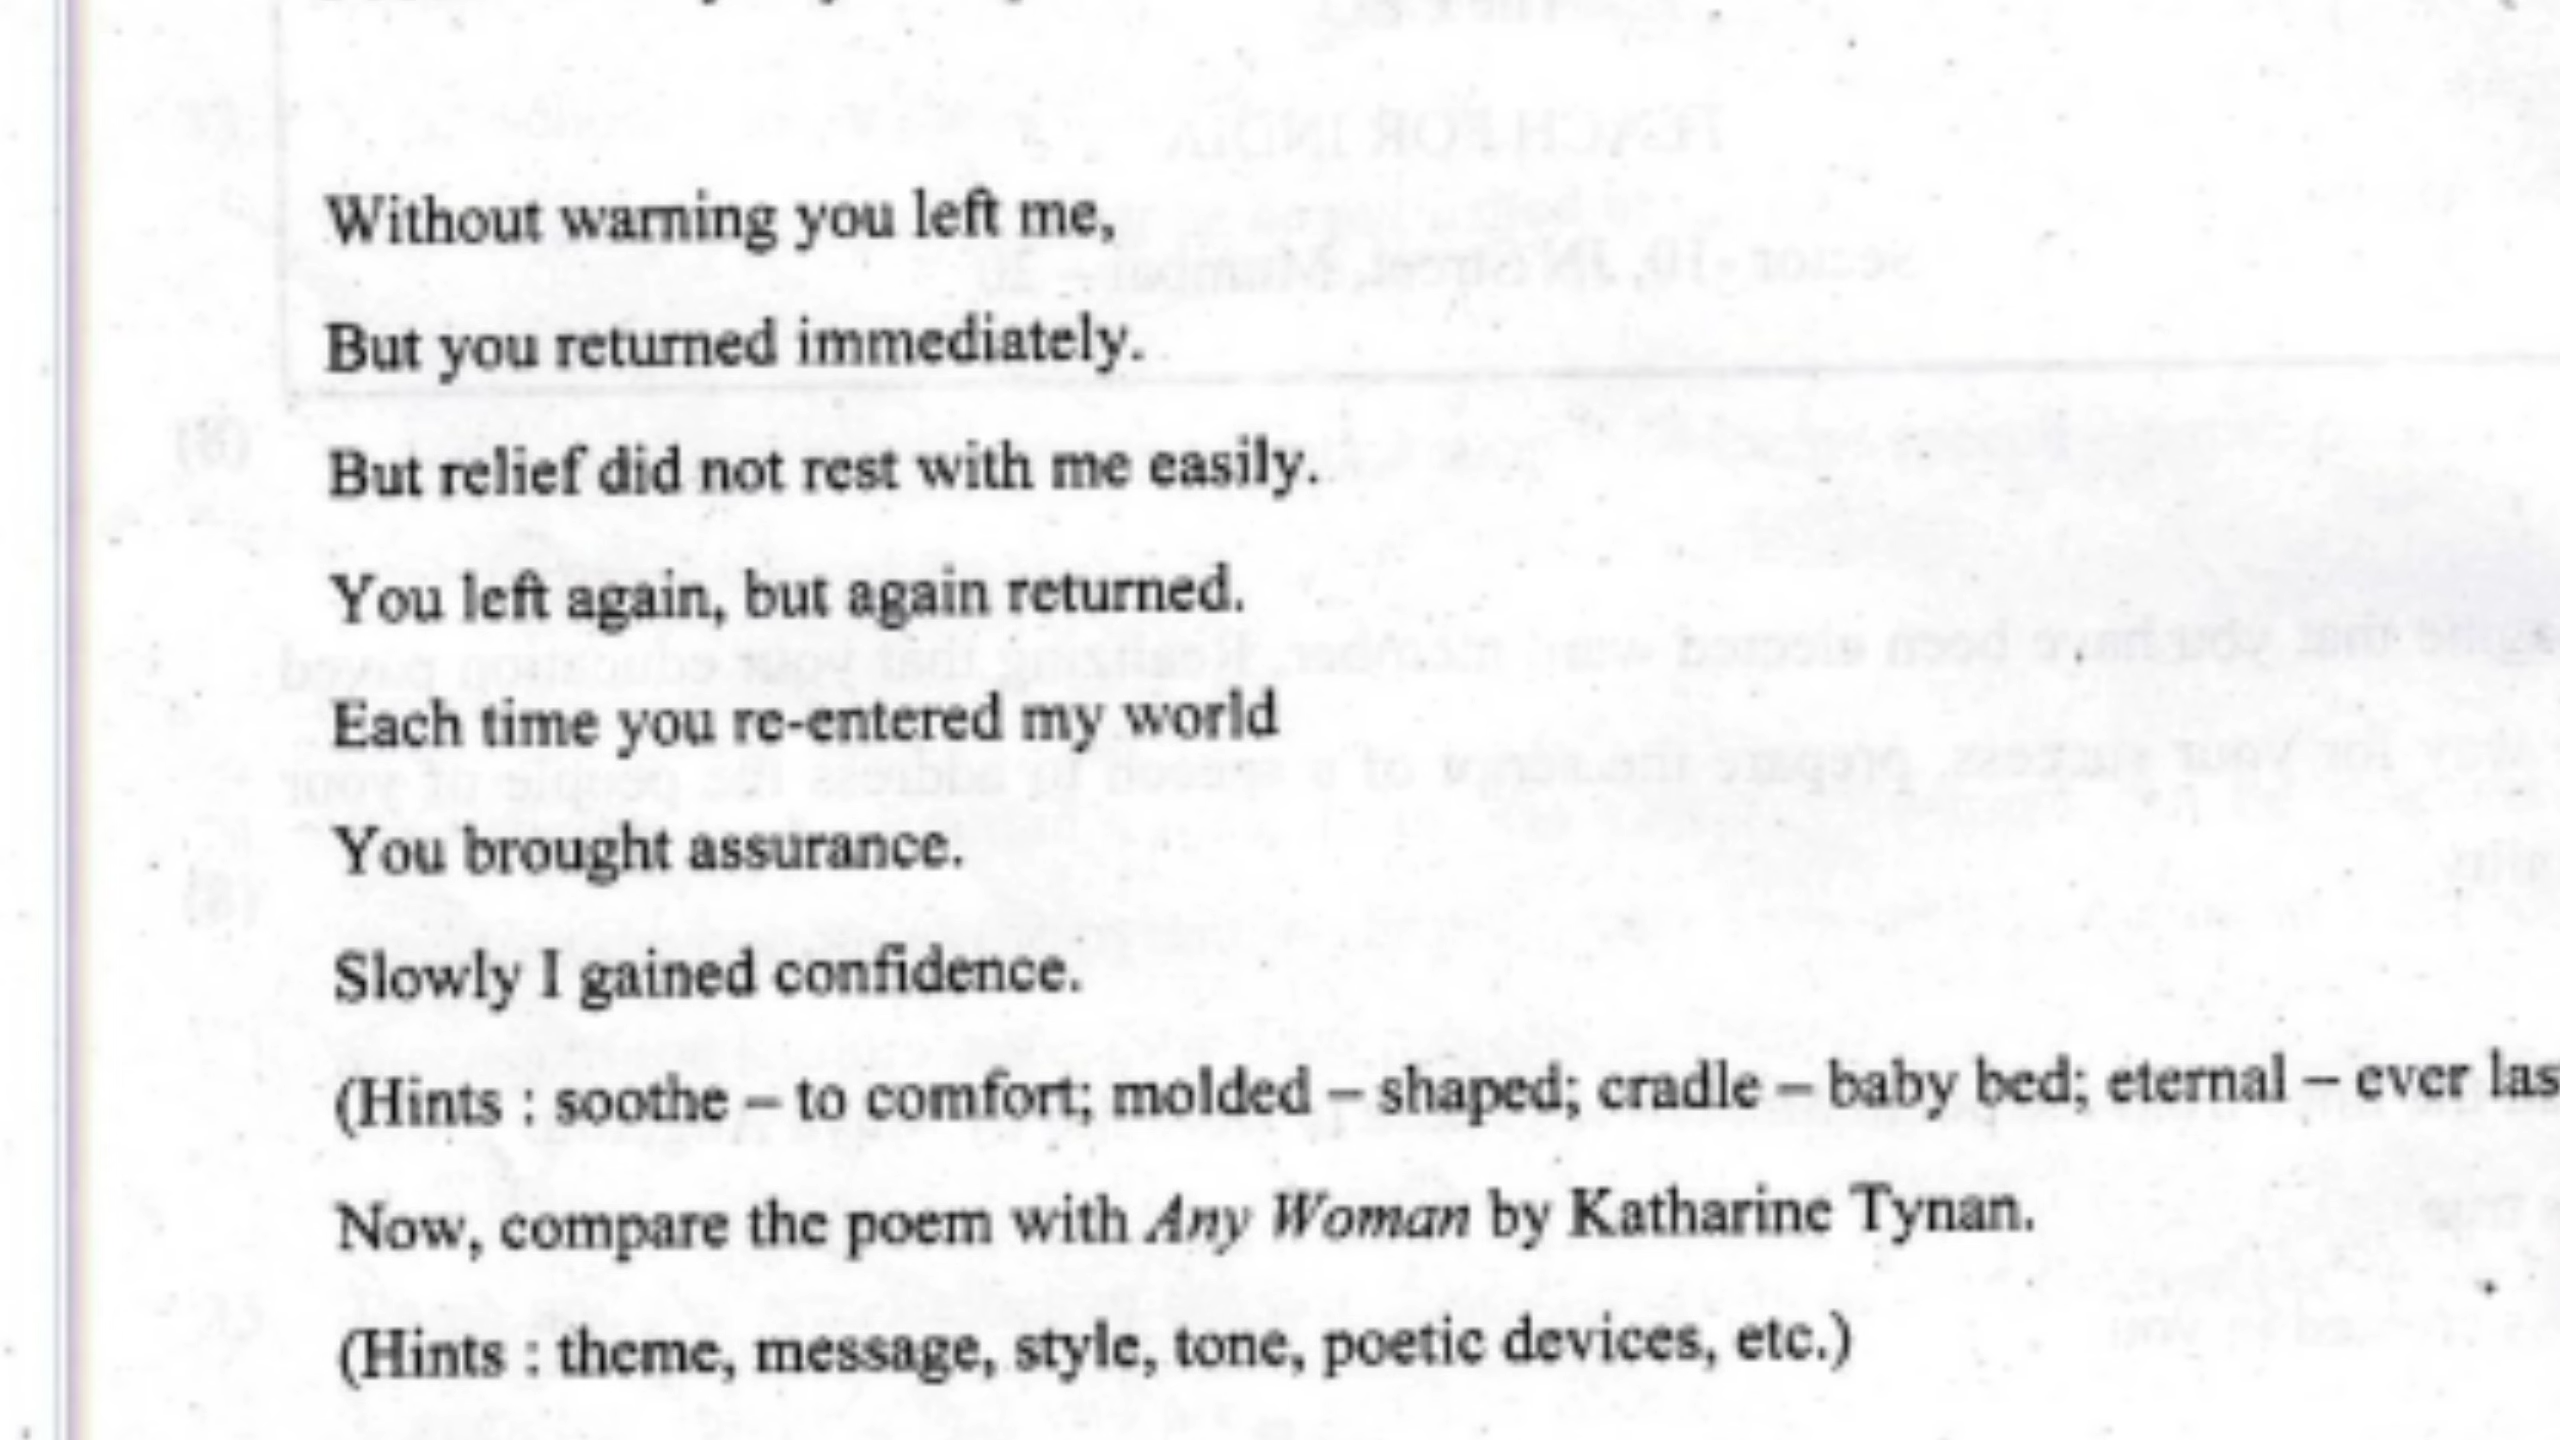 Without warning you left me,
But you returned immediately.
But relief did not rest with me easily.
You left again, but again returned.
Each time you re-entered my world
You brought assurance.
Slowly I gained confidence.
(Hints : soothe – to comfort; molded – shaped; cradle – baby bed; eternal – ever las
Now, compare the poem with Any Woman by Katharine Tynan.
(Hints : theme, message, style, tone, poetic devices, etc.)